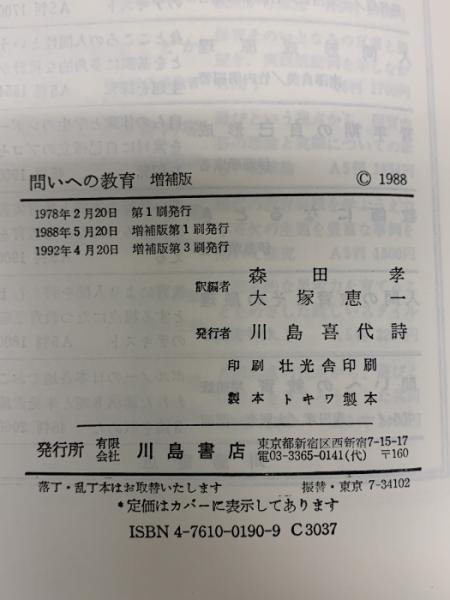 問いへの教育 増補版 © 1988
1978年2月20日 第1刷発行
1988年5月20日 増補版第1刷発行
1992年4月20日 増補版第3刷発行
訳編者 森田孝
大塚恵一
発行者 川島喜代詩
印刷 壮光舎印刷
製本 トキワ製本
発行所 有限会社 川島書店
東京都新宿区西新宿7-15-17
電03-3365-0141(代) 〒160
落丁・乱丁本はお取替いたします 振替・東京 7-34102
*定価はカバーに表示してあります
ISBN 4-7610-0190-9 C3037